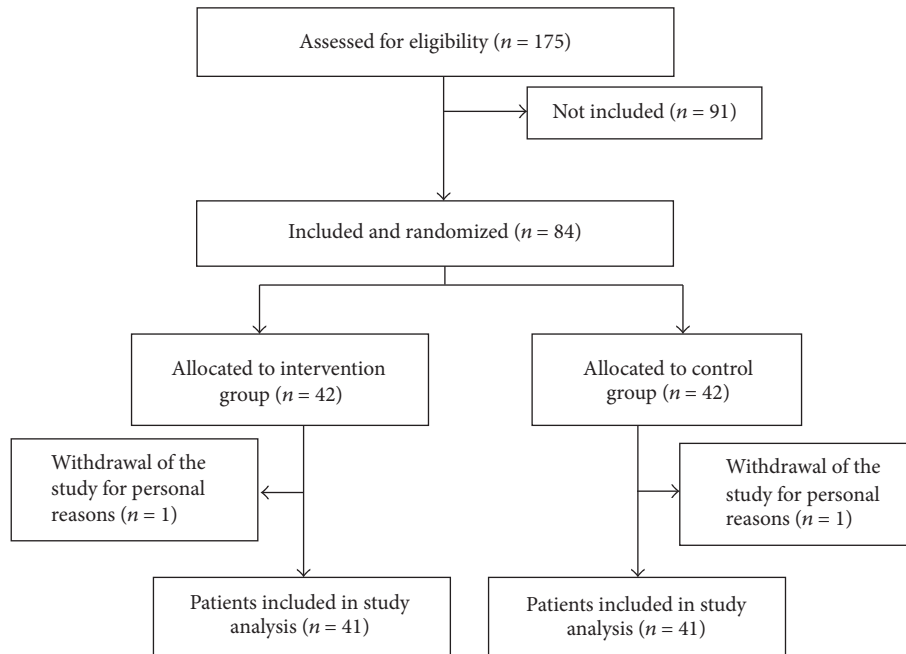 Assessed for eligibility (n = 175)
Not included (n = 91)
Included and randomized (n = 84)
Allocated to intervention
group (n = 42)
Allocated to control
group (n = 42)
Withdrawal of the
study for personal
reasons (n = 1)
Withdrawal of the
study for personal
reasons (n = 1)
Patients included in study
analysis (n = 41)
Patients included in study
analysis (n = 41)